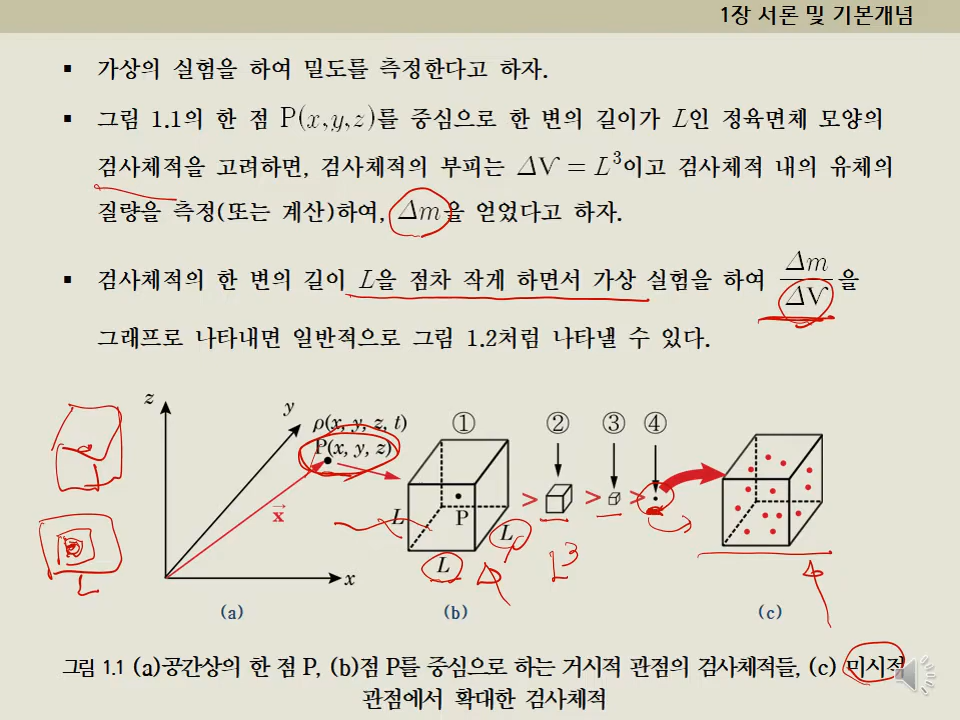 1장 서론 및 기본개념
▪ 가상의 실험을 하여 밀도를 측정한다고 하자.
▪ 그림 1.1의 한 점 P(x,y,z)를 중심으로 한 변의 길이가 L인 정육면체 모양의
검사체적을 고려하면, 검사체적의 부피는 ΔV = L³이고 검사체적 내의 유체의
질량을 측정(또는 계산)하여, Δm을 얻었다고 하자.
▪ 검사체적의 한 변의 길이 L을 점차 작게 하면서 가상 실험을 하여 Δm/ΔV을
그래프로 나타내면 일반적으로 그림 1.2처럼 나타낼 수 있다.
z
y
ρ(x, y, z, t)
P(x, y, z)
x⃗
x
(a)
① ② ③ ④
P
L
L
L
> > >
L³
L
(b)
(c)
그림 1.1 (a)공간상의 한 점 P, (b)점 P를 중심으로 하는 거시적 관점의 검사체적들, (c) 미시적
관점에서 확대한 검사체적